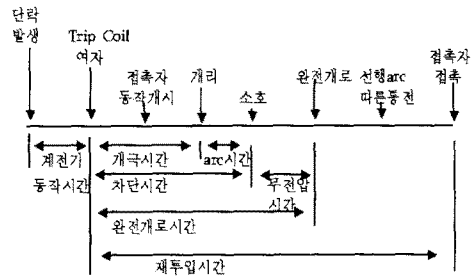 단락
발생
Trip Coil
여자
접촉자
동작개시
개리
소호
완전개로
선행arc
따른통전
접촉자
접촉
계전기
동작시간
개극시간
arc시간
차단시간
무전압
시간
완전개로시간
재투입시간